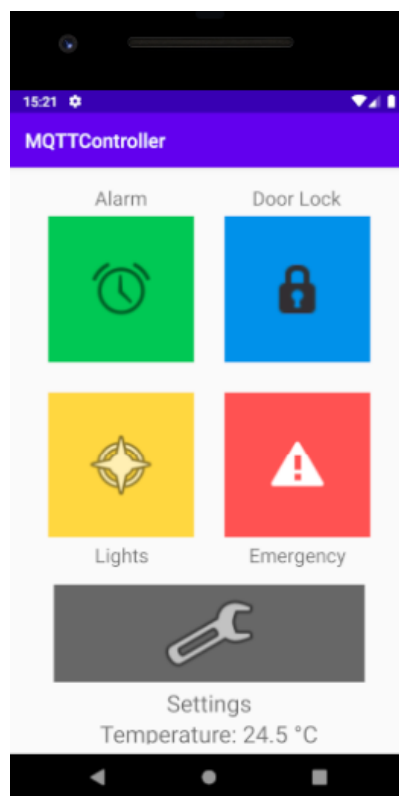 15:21
MQTTController
Alarm Door Lock
Lights Emergency
Settings
Temperature: 24.5 °C